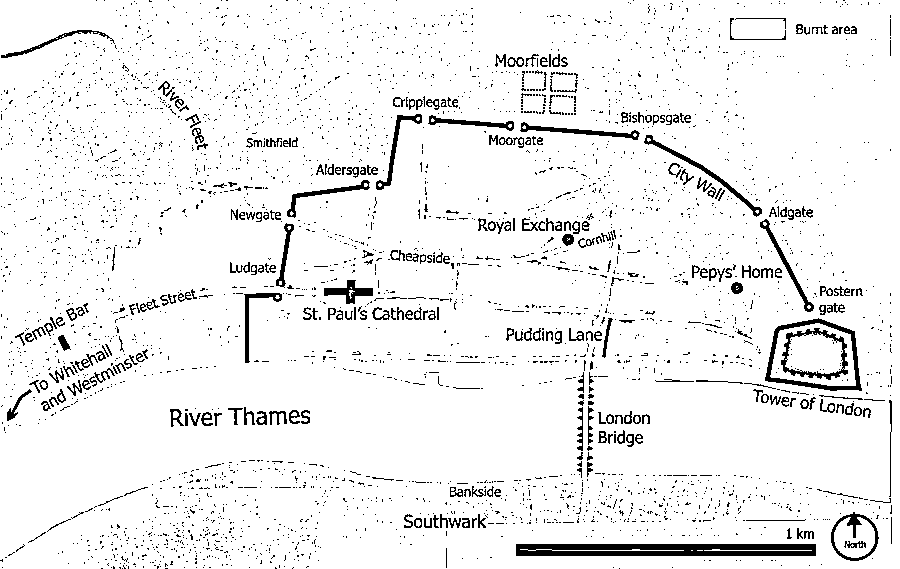 Burnt area
Moorfields
River Fleet
Cripplegate
Bishopsgate
Smithfield
Moorgate
Aldersgate
City Wall
Newgate
Royal Exchange
Aldgate
Cornhill
Cheapside
Ludgate
Pepys' Home
Fleet Street
St. Paul's Cathedral
Postern
gate
Temple Bar
Pudding Lane
To Whitehall
and Westminster
Tower of London
River Thames
London
Bridge
Bankside
Southwark
1 km
North